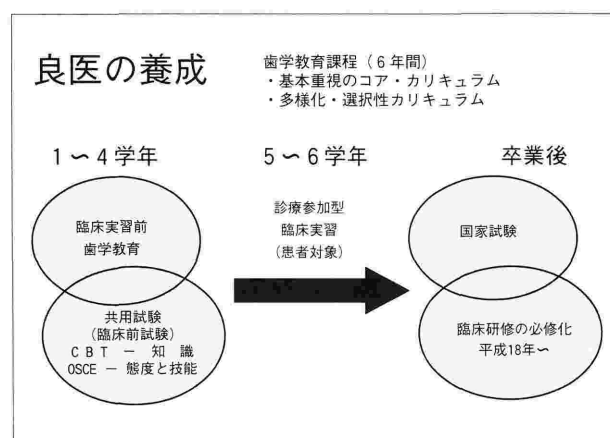 良医の養成
歯学教育課程（６年間）
・基本重視のコア・カリキュラム
・多様化・選択性カリキュラム
１〜４学年
５〜６学年
卒業後
臨床実習前
歯学教育
共用試験
(臨床前試験)
ＣＢＴ － 知 識
OSCE － 態度と技能
診療参加型
臨床実習
(患者対象)
国家試験
臨床研修の必修化
平成18年〜